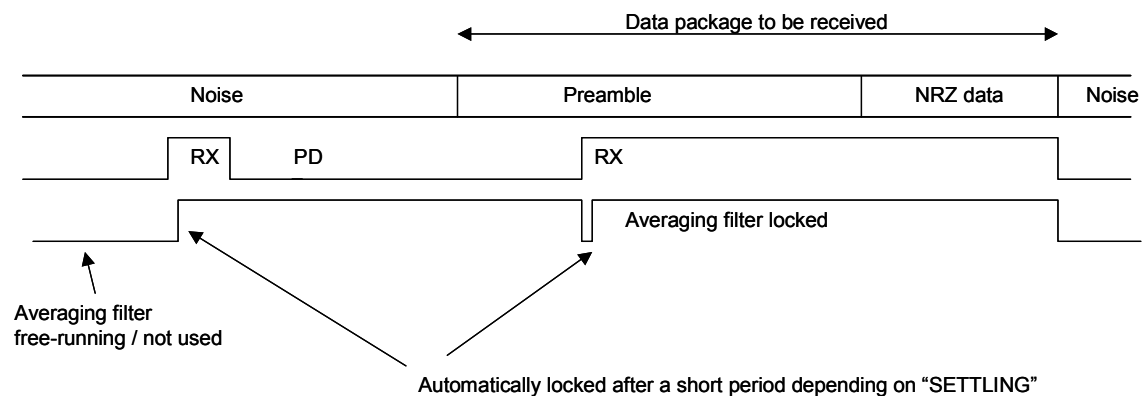 Data package to be received
Noise Preamble NRZ data Noise
RX PD RX
Averaging filter locked
Averaging filter
free-running / not used
Automatically locked after a short period depending on “SETTLING”